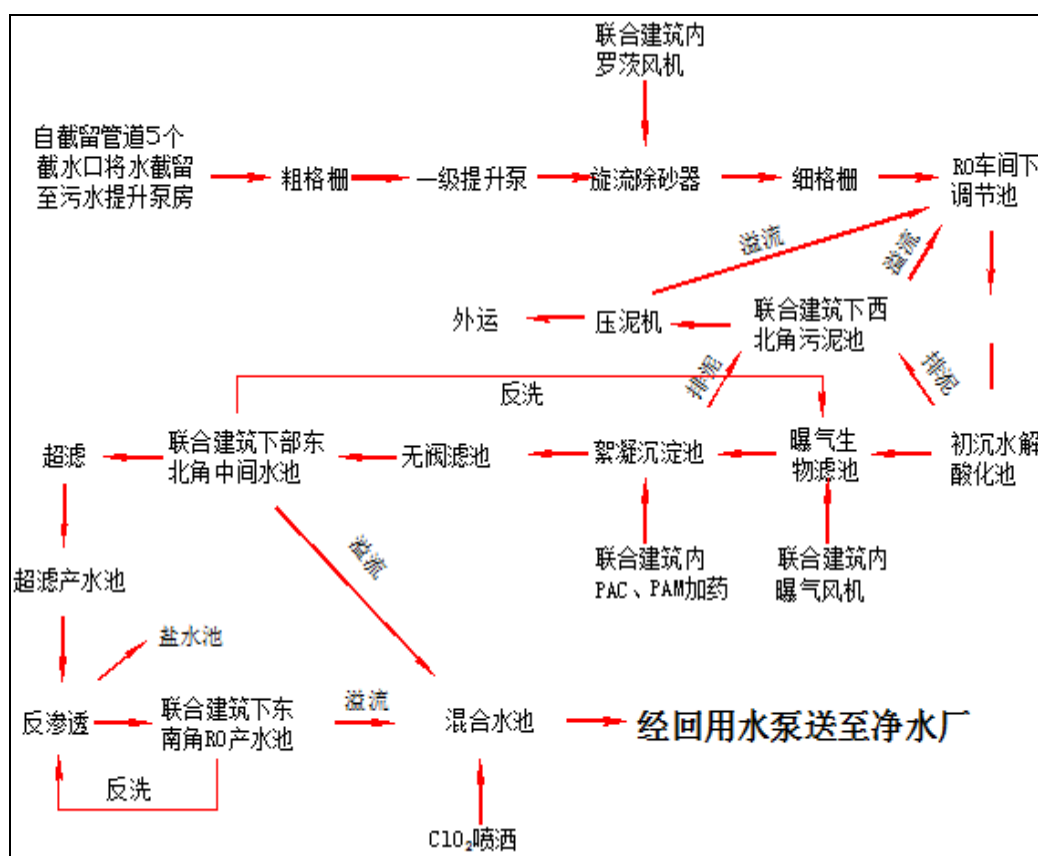 联合建筑内
罗茨风机
自截留管道5个
截水口将水截留
至污水提升泵房
粗格栅
一级提升泵
旋流除砂器
细格栅
RO车间下
调节池
溢流
溢流
外运
压泥机
联合建筑下西
北角污泥池
排泥
排泥
反洗
超滤
联合建筑下部东
北角中间水池
无阀滤池
絮凝沉淀池
曝气生
物滤池
初沉水解
酸化池
溢流
联合建筑内
PAC、PAM加药
联合建筑内
曝气风机
超滤产水池
盐水池
反渗透
联合建筑下东
南角RO产水池
溢流
混合水池
经回用水泵送至净水厂
反洗
ClO₂喷洒